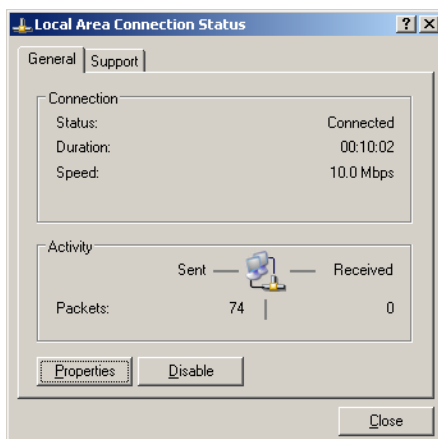 Local Area Connection Status
General Support
Connection
Status: Connected
Duration: 00:10:02
Speed: 10.0 Mbps
Activity
Sent Received
Packets: 74 0
Properties Disable
Close